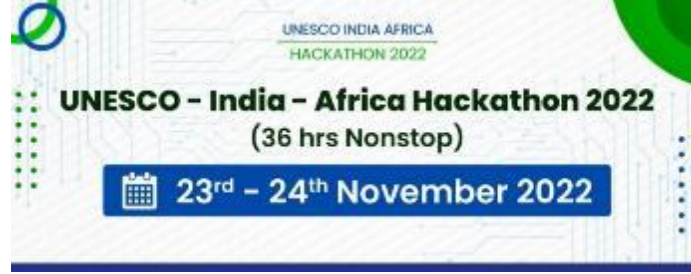 UNESCO INDIA AFRICA
HACKATHON 2022
UNESCO - India - Africa Hackathon 2022
(36 hrs Nonstop)
23rd - 24th November 2022